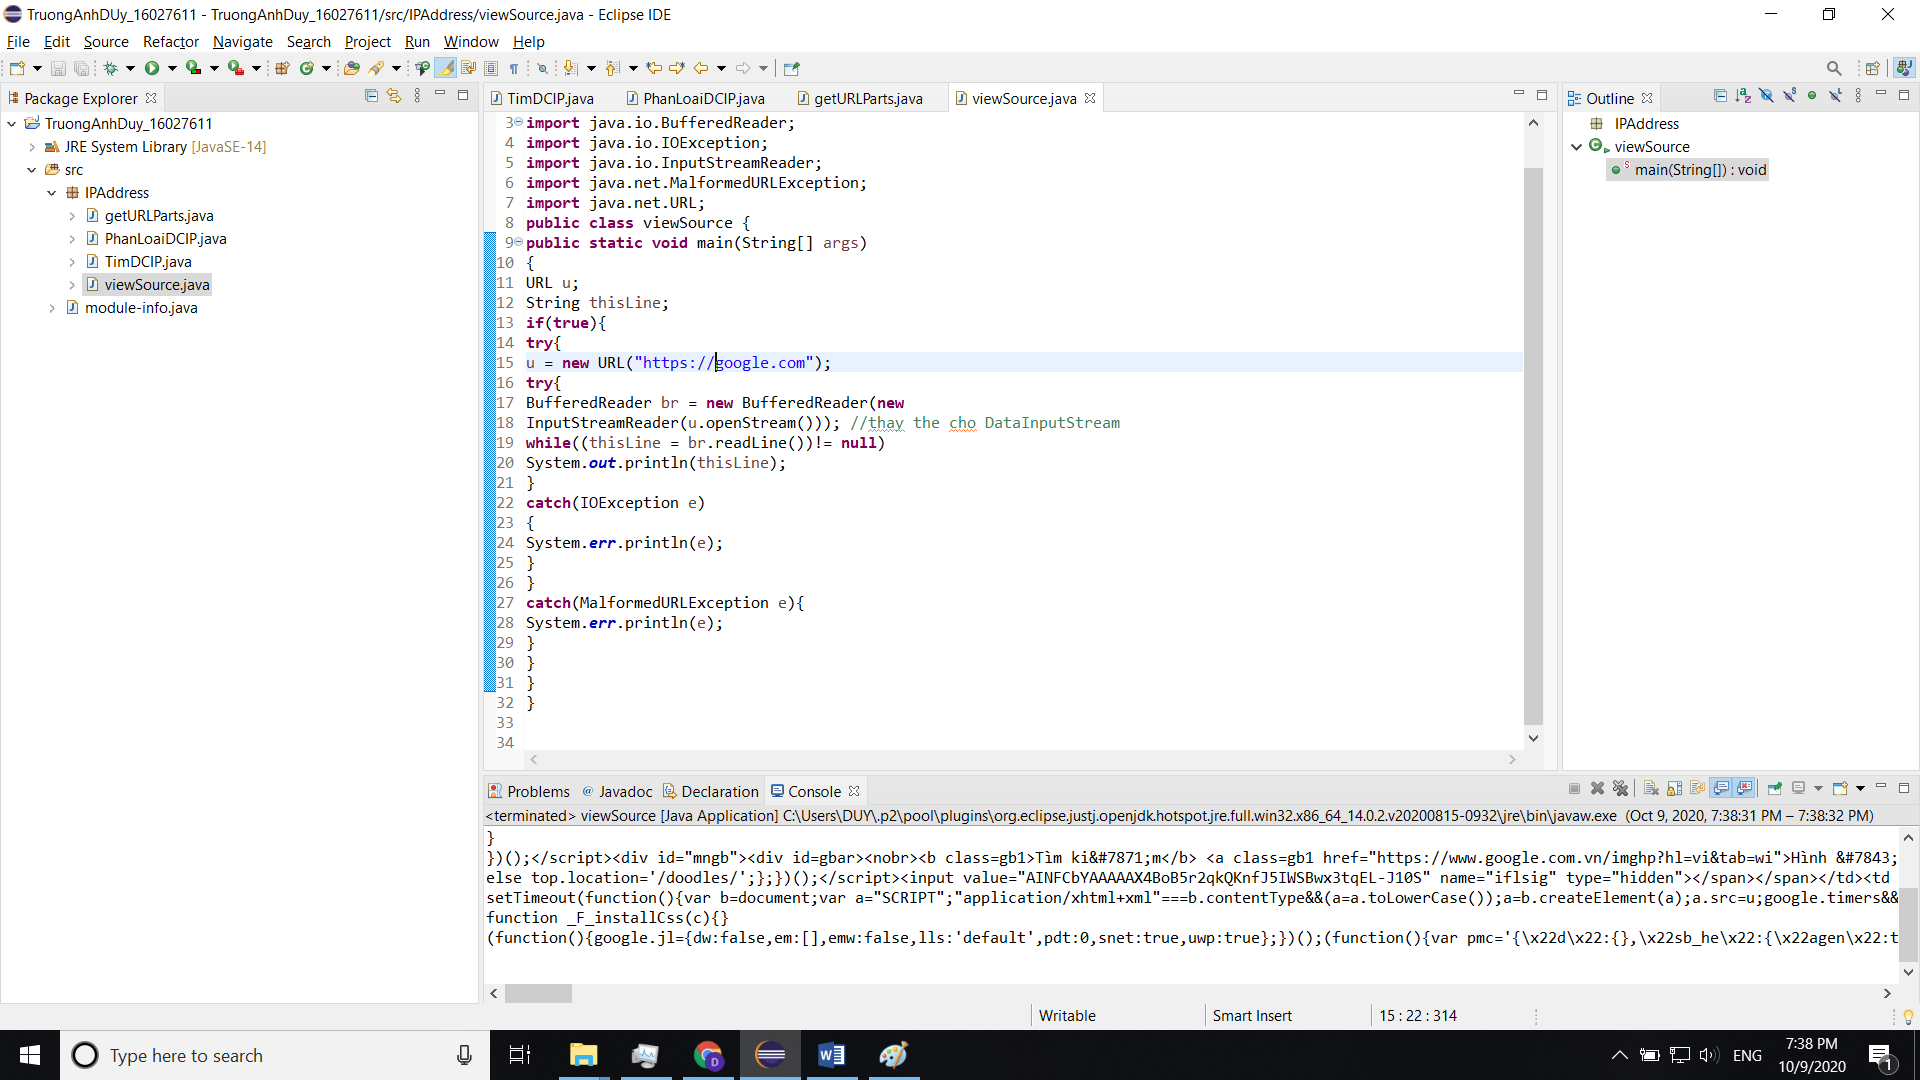 TruongAnhDUy_16027611 - TruongAnhDuy_16027611/src/IPAddress/viewSource.java - Eclipse IDE
File Edit Source Refactor Navigate Search Project Run Window Help
Package Explorer
TruongAnhDuy_16027611
JRE System Library [JavaSE-14]
src
IPAddress
getURLParts.java
PhanLoaiDCIP.java
TimDCIP.java
viewSource.java
module-info.java
TimDCIP.java PhanLoaiDCIP.java getURLParts.java viewSource.java
3 import java.io.BufferedReader;
4 import java.io.IOException;
5 import java.io.InputStreamReader;
6 import java.net.MalformedURLException;
7 import java.net.URL;
8 public class viewSource {
9 public static void main(String[] args)
10 {
11 URL u;
12 String thisLine;
13 if(true){
14 try{
15 u = new URL("https://google.com");
16 try{
17 BufferedReader br = new BufferedReader(new
18 InputStreamReader(u.openStream())); //thay the cho DataInputStream
19 while((thisLine = br.readLine())!= null)
20 System.out.println(thisLine);
21 }
22 catch(IOException e)
23 {
24 System.err.println(e);
25 }
26 }
27 catch(MalformedURLException e){
28 System.err.println(e);
29 }
30 }
31 }
32 }
33
34
Outline
IPAddress
viewSource
main(String[]) : void
Problems @ Javadoc Declaration Console
<terminated> viewSource [Java Application] C:\Users\DUY\.p2\pool\plugins\org.eclipse.justj.openjdk.hotspot.jre.full.win32.x86_64_14.0.2.v20200815-0932\jre\bin\javaw.exe (Oct 9, 2020, 7:38:31 PM – 7:38:32 PM)
}
})();</script><div id="mngb"><div id=gbar><nobr><b class=gb1>Tìm ki&#7871;m</b> <a class=gb1 href="https://www.google.com.vn/imghp?hl=vi&tab=wi">Hình &#7843;
else top.location='/doodles/';};})();</script><input value="AINFCbYAAAAAX4BoB5r2qkQKnfJ5IWSBwx3tqEL-J10S" name="iflsig" type="hidden"></span></span></td><td
setTimeout(function(){var b=document;var a="SCRIPT";"application/xhtml+xml"===b.contentType&&(a=a.toLowerCase());a=b.createElement(a);a.src=u;google.timers&&
function _F_installCss(c){}
(function(){google.jl={dw:false,em:[],emw:false,lls:'default',pdt:0,snet:true,uwp:true};})();(function(){var pmc='{\x22d\x22:{},\x22sb_he\x22:{\x22agen\x22:t
Writable Smart Insert 15 : 22 : 314
Type here to search
D
W
ENG
7:38 PM
10/9/2020
1